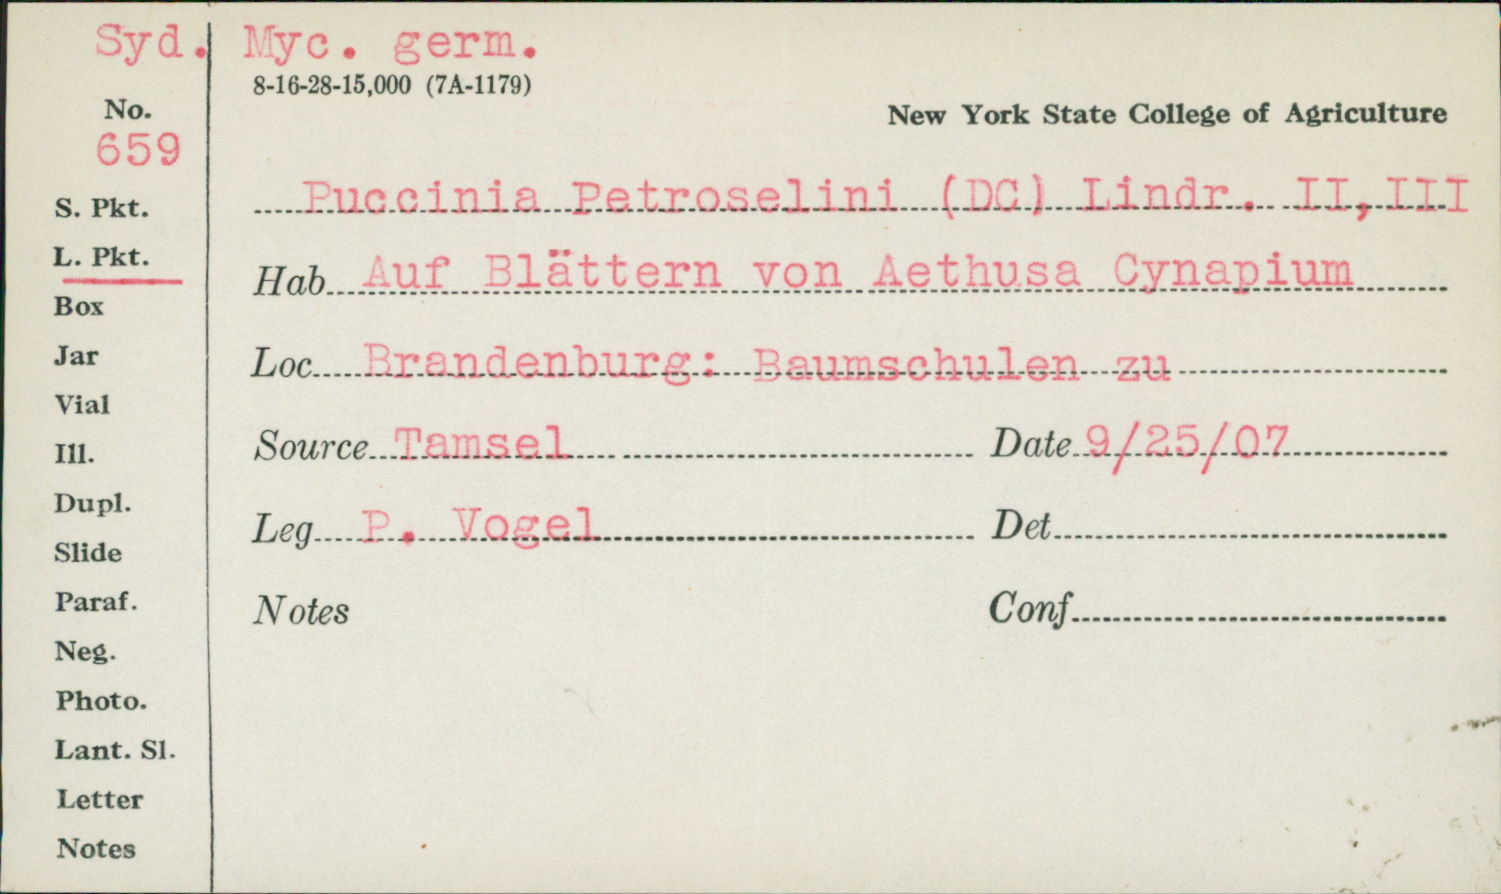 Syd. Myc. germ.
8-16-28-15,000 (7A-1179)
New York State College of Agriculture
No.
659
S. Pkt.
L. Pkt.
Box
Jar
Vial
Ill.
Dupl.
Slide
Paraf.
Neg.
Photo.
Lant. Sl.
Letter
Notes
Puccinia Petroselini (DC) Lindr. II,III
Hab Auf Blättern von Aethusa Cynapium
Loc Brandenburg: Baumschulen zu
Source Tamsel Date 9/25/07
Leg P. Vogel Det
Notes Conf